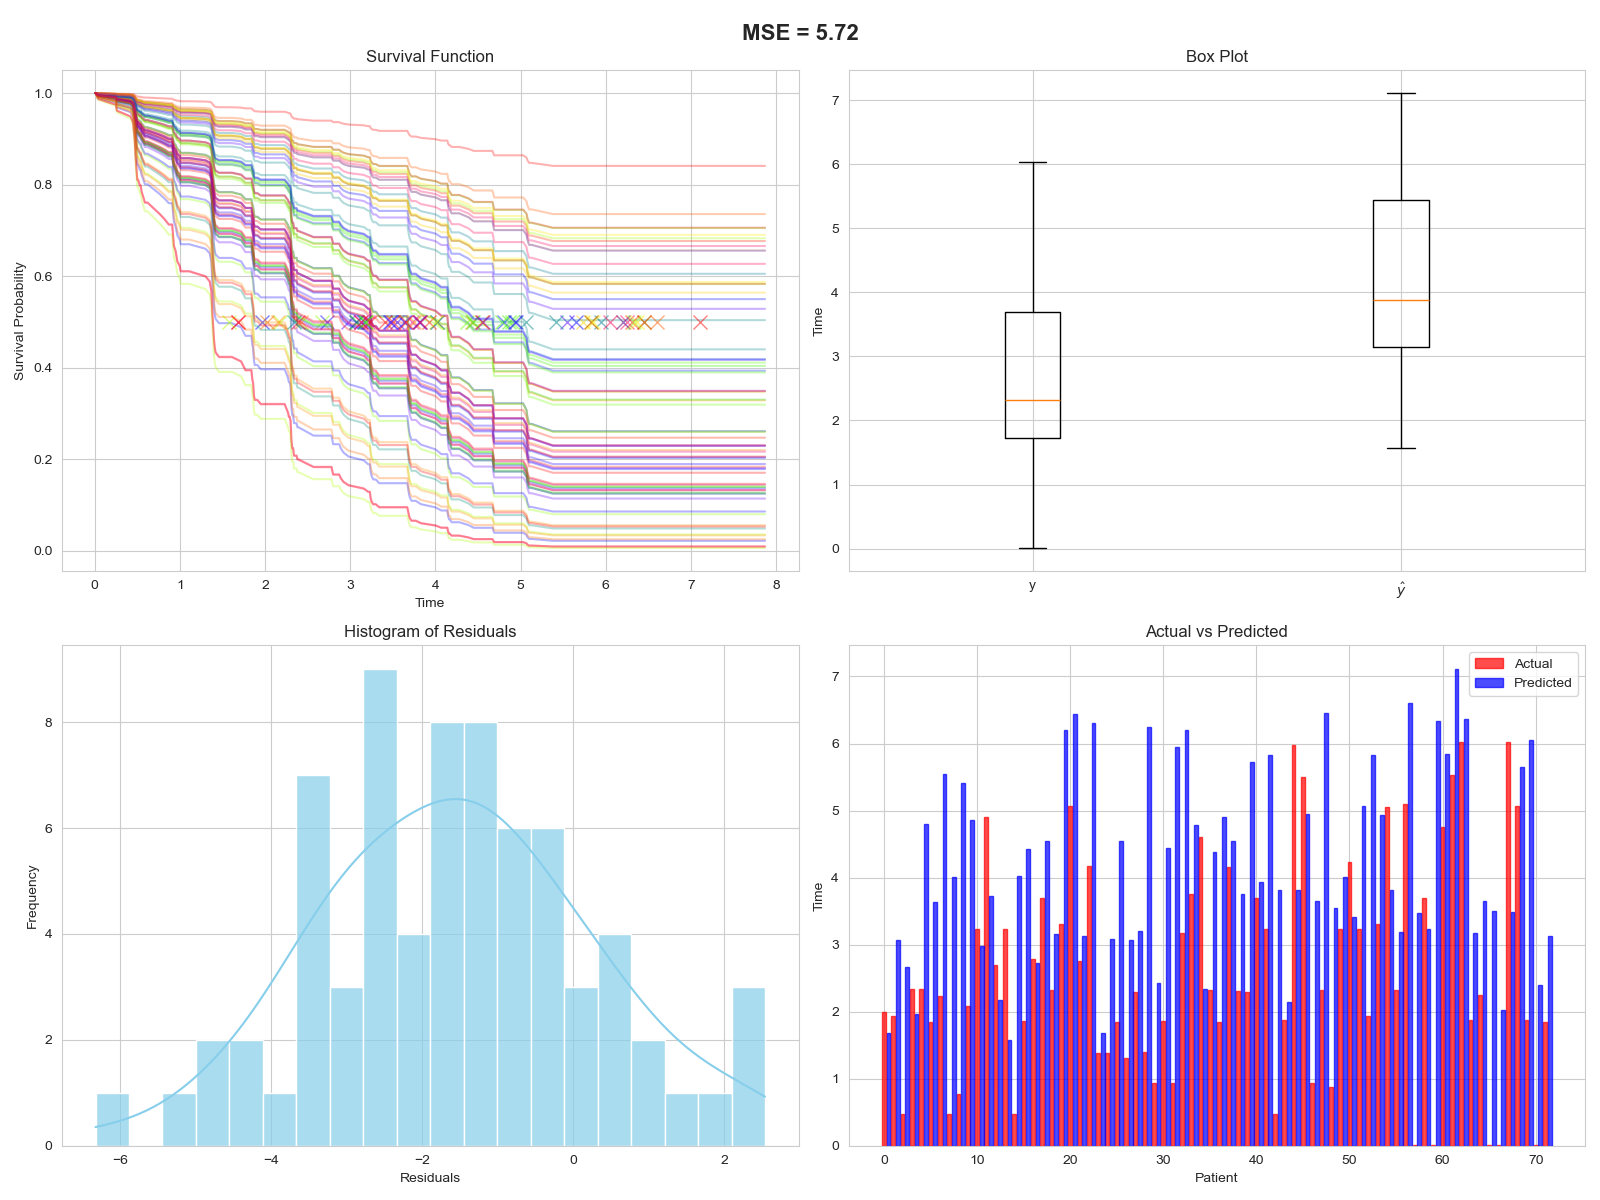 MSE = 5.72
Survival Function
Survival Probability
1.0
0.8
0.6
0.4
0.2
0.0
0 1 2 3 4 5 6 7 8
Time
Box Plot
Time
7
6
5
4
3
2
1
0
y ŷ
Histogram of Residuals
Frequency
8
6
4
2
0
−6 −4 −2 0 2
Residuals
Actual vs Predicted
Actual
Predicted
Time
7
6
5
4
3
2
1
0
0 10 20 30 40 50 60 70
Patient